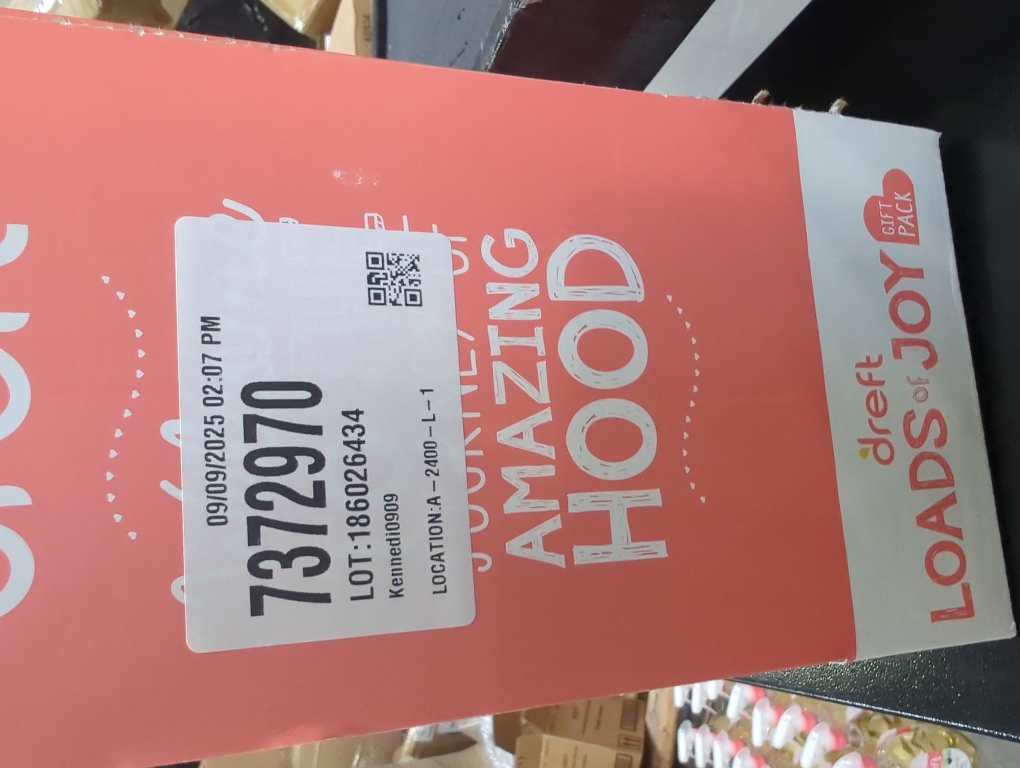 09/09/2025 02:07 PM
7372970
LOT:186026434
Kennedi0909
LOCATION:A-2400-L-1
AMAZING
HOOD
dreft
LOADS OF JOY
GIFT
PACK